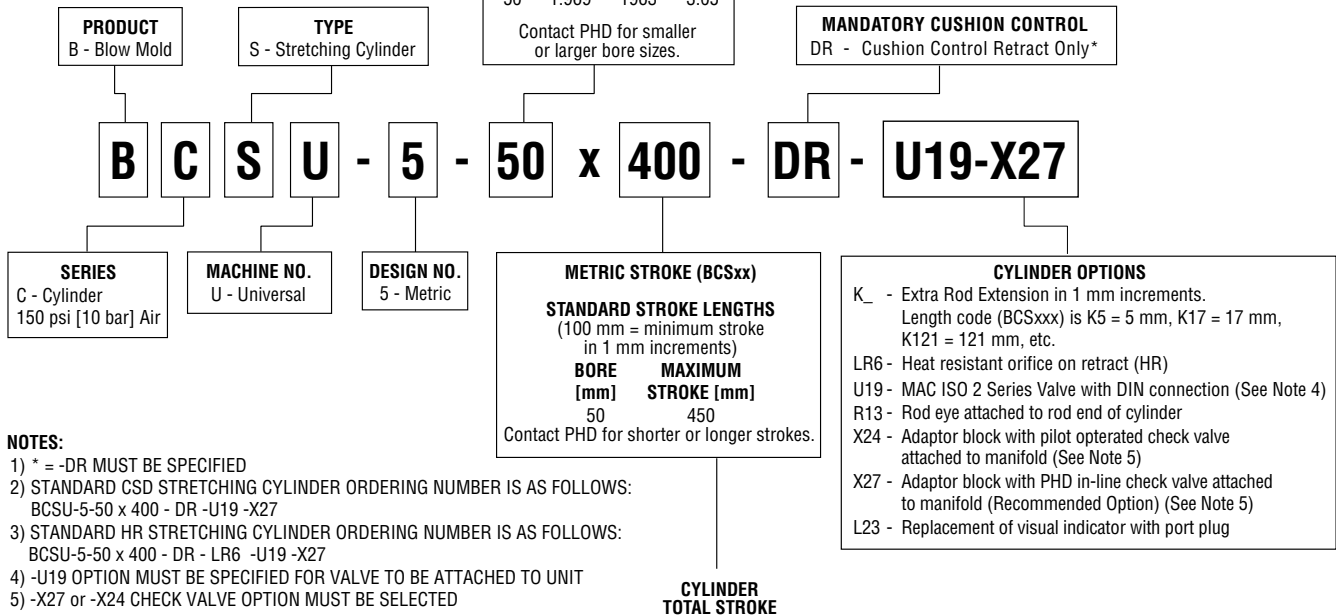 50 1.969 1963 3.05
Contact PHD for smaller
or larger bore sizes.
PRODUCT
B - Blow Mold
TYPE
S - Stretching Cylinder
MANDATORY CUSHION CONTROL
DR - Cushion Control Retract Only*
B C S U - 5 - 50 x 400 - DR - U19-X27
SERIES
C - Cylinder
150 psi [10 bar] Air
MACHINE NO.
U - Universal
DESIGN NO.
5 - Metric
METRIC STROKE (BCSxx)
STANDARD STROKE LENGTHS
(100 mm = minimum stroke
in 1 mm increments)
BORE MAXIMUM
[mm] STROKE [mm]
50 450
Contact PHD for shorter or longer strokes.
CYLINDER
TOTAL STROKE
CYLINDER OPTIONS
K_ - Extra Rod Extension in 1 mm increments.
Length code (BCSxxx) is K5 = 5 mm, K17 = 17 mm,
K121 = 121 mm, etc.
LR6 - Heat resistant orifice on retract (HR)
U19 - MAC ISO 2 Series Valve with DIN connection (See Note 4)
R13 - Rod eye attached to rod end of cylinder
X24 - Adaptor block with pilot opterated check valve
attached to manifold (See Note 5)
X27 - Adaptor block with PHD in-line check valve attached
to manifold (Recommended Option) (See Note 5)
L23 - Replacement of visual indicator with port plug
NOTES:
1) * = -DR MUST BE SPECIFIED
2) STANDARD CSD STRETCHING CYLINDER ORDERING NUMBER IS AS FOLLOWS:
BCSU-5-50 x 400 - DR -U19 -X27
3) STANDARD HR STRETCHING CYLINDER ORDERING NUMBER IS AS FOLLOWS:
BCSU-5-50 x 400 - DR - LR6 -U19 -X27
4) -U19 OPTION MUST BE SPECIFIED FOR VALVE TO BE ATTACHED TO UNIT
5) -X27 or -X24 CHECK VALVE OPTION MUST BE SELECTED